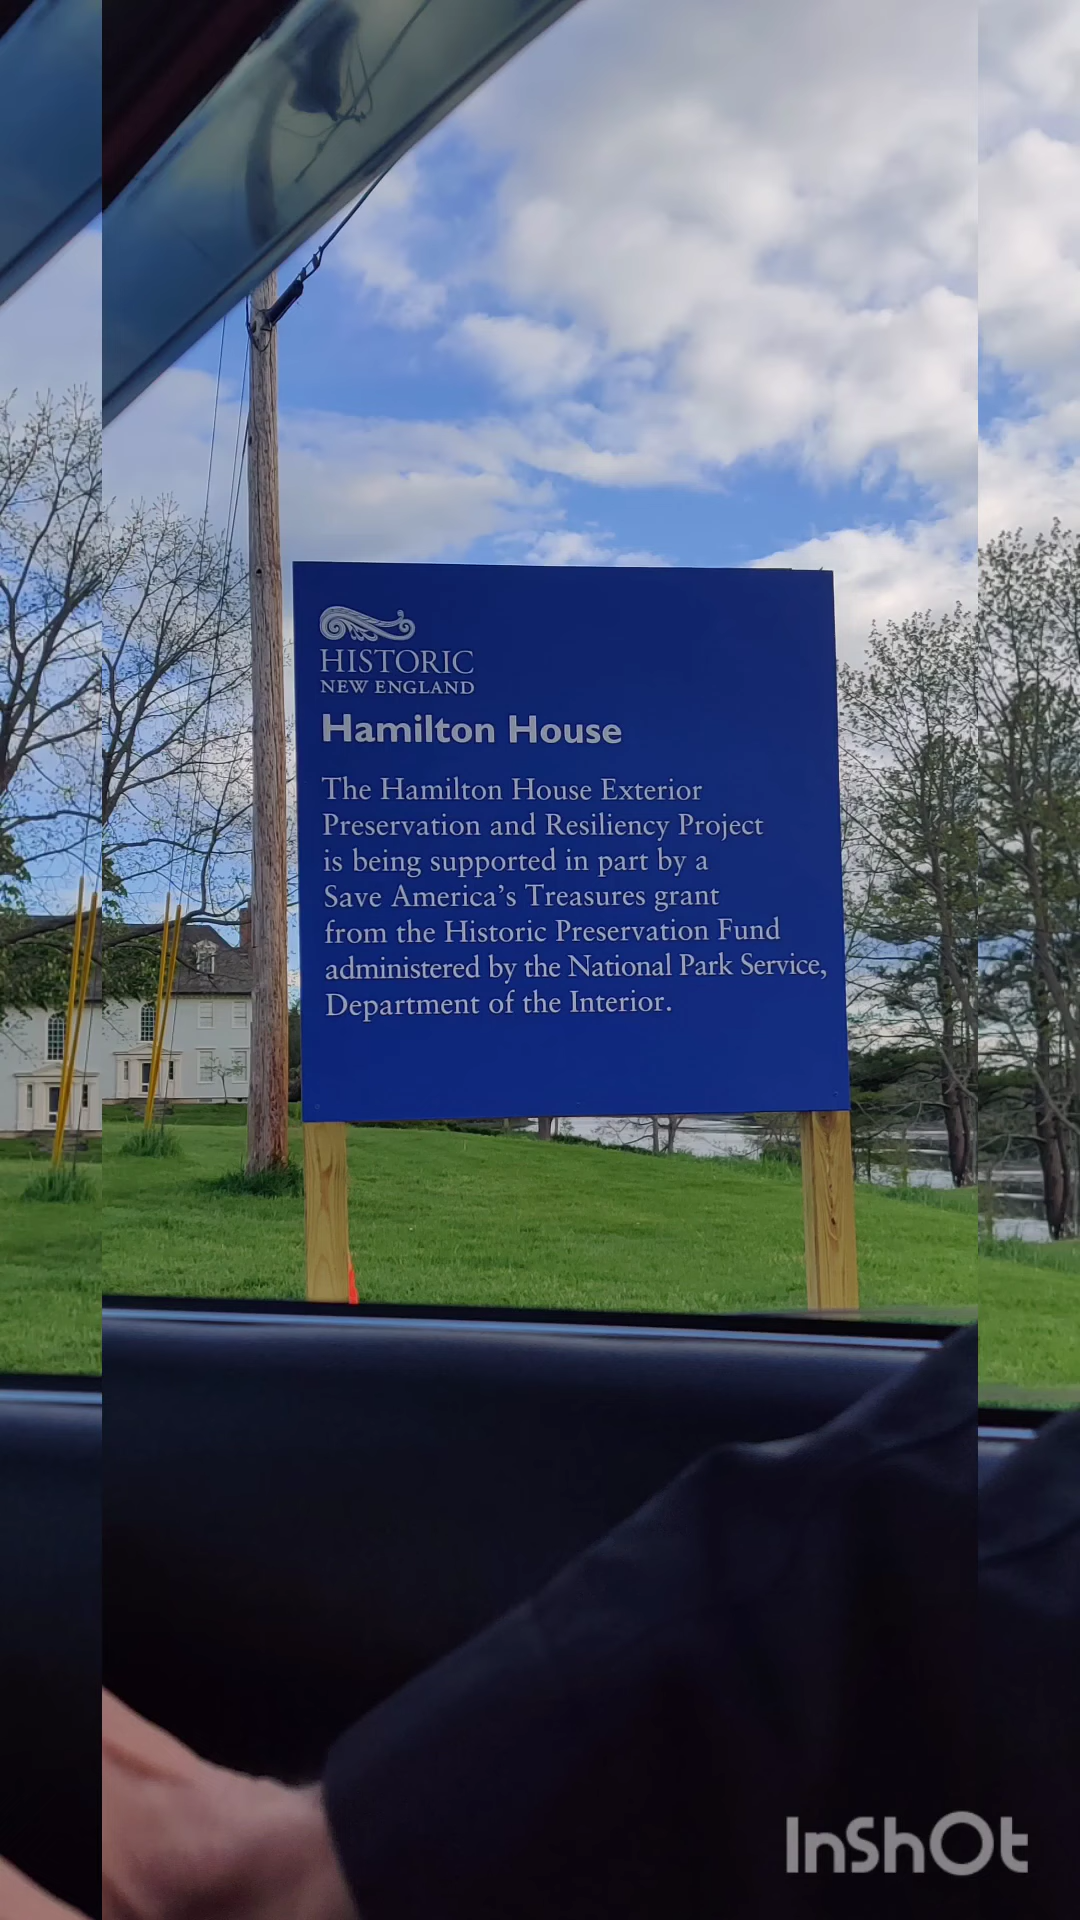 HISTORIC
NEW ENGLAND
Hamilton House
The Hamilton House Exterior
Preservation and Resiliency Project
is being supported in part by a
Save America's Treasures grant
from the Historic Preservation Fund
administered by the National Park Service,
Department of the Interior.
InShOt